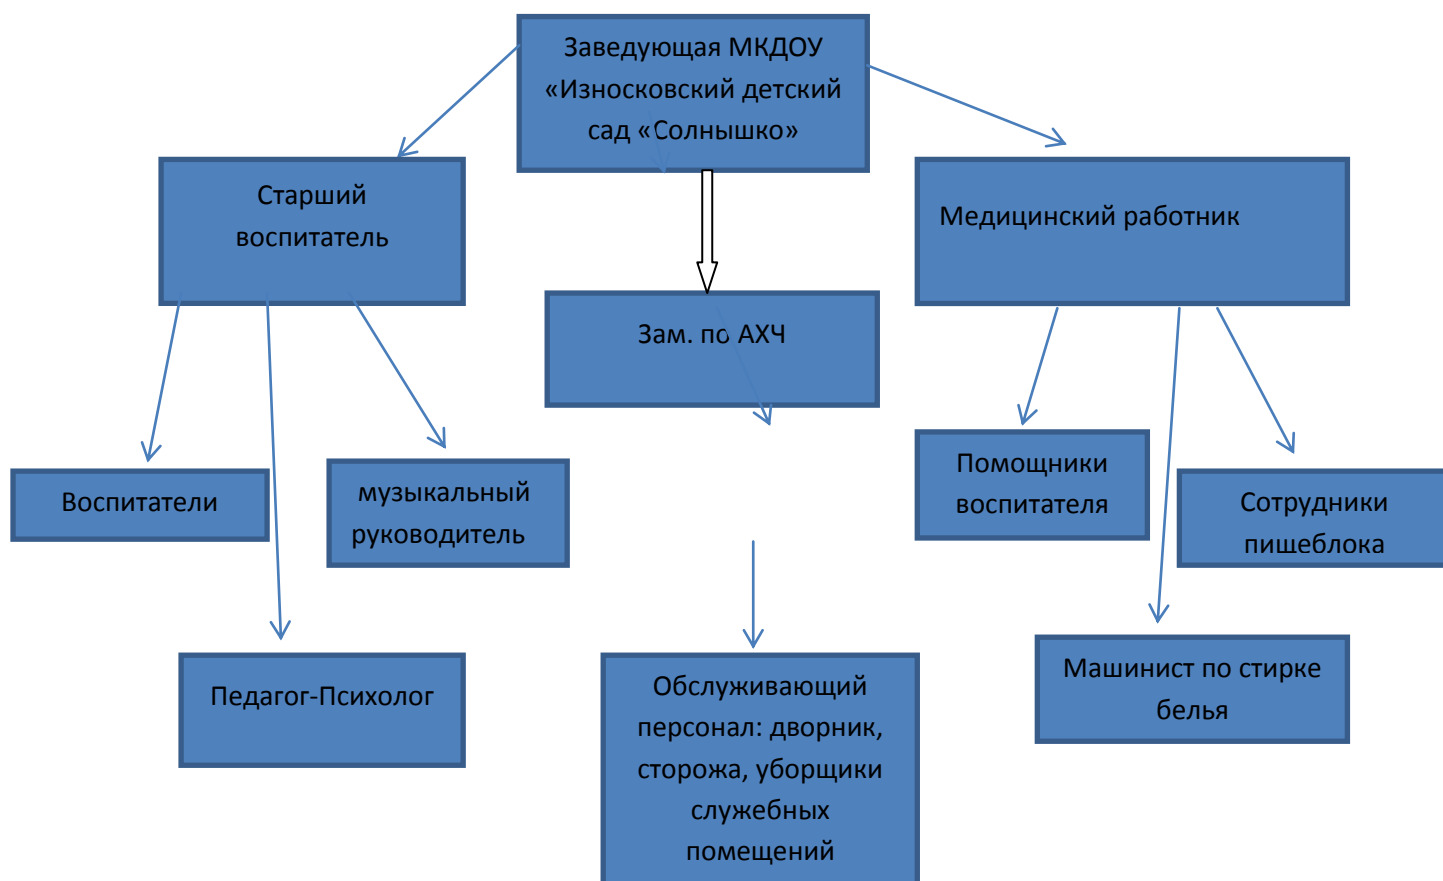 Заведующая МКДОУ
«Износковский детский
сад «Солнышко»
Старший
воспитатель
Медицинский работник
Зам. по АХЧ
Воспитатели
музыкальный
руководитель
Помощники
воспитателя
Сотрудники
пищеблока
Педагог-Психолог
Обслуживающий
персонал: дворник,
сторожа, уборщики
служебных
помещений
Машинист по стирке
белья